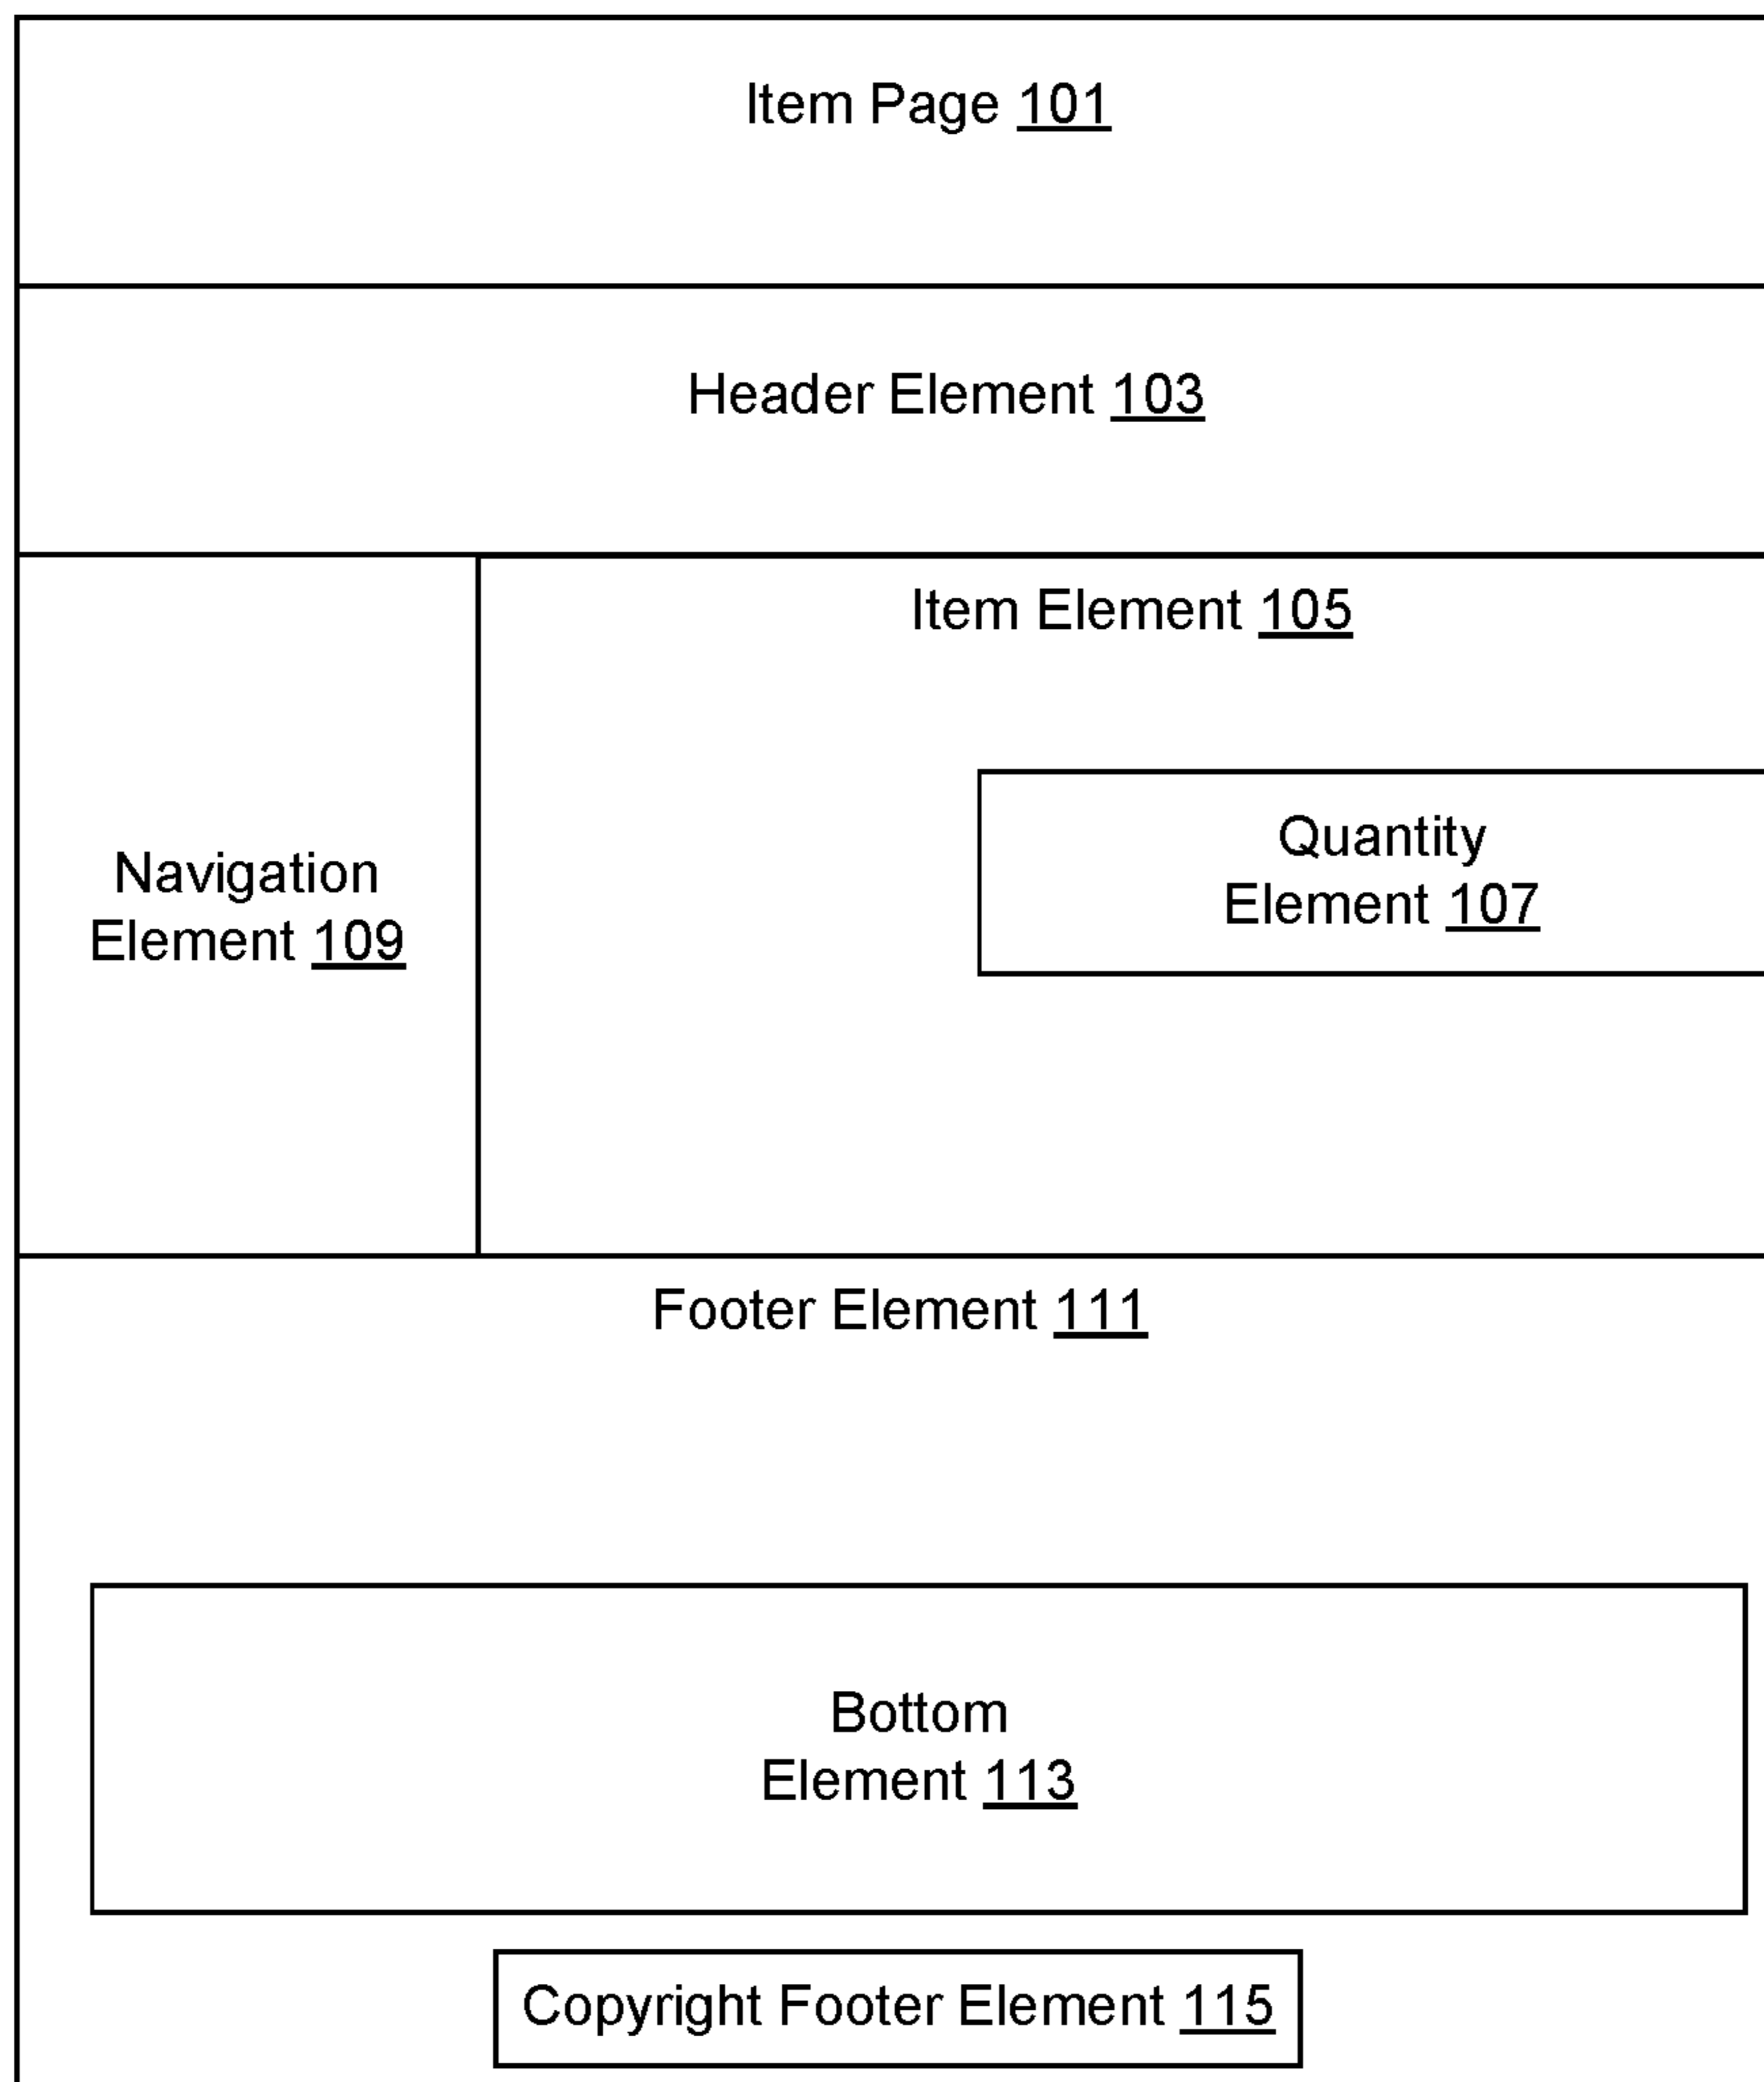 Item Page 101
Header Element 103
Item Element 105
Quantity
Element 107
Navigation
Element 109
Footer Element 111
Bottom
Element 113
Copyright Footer Element 115